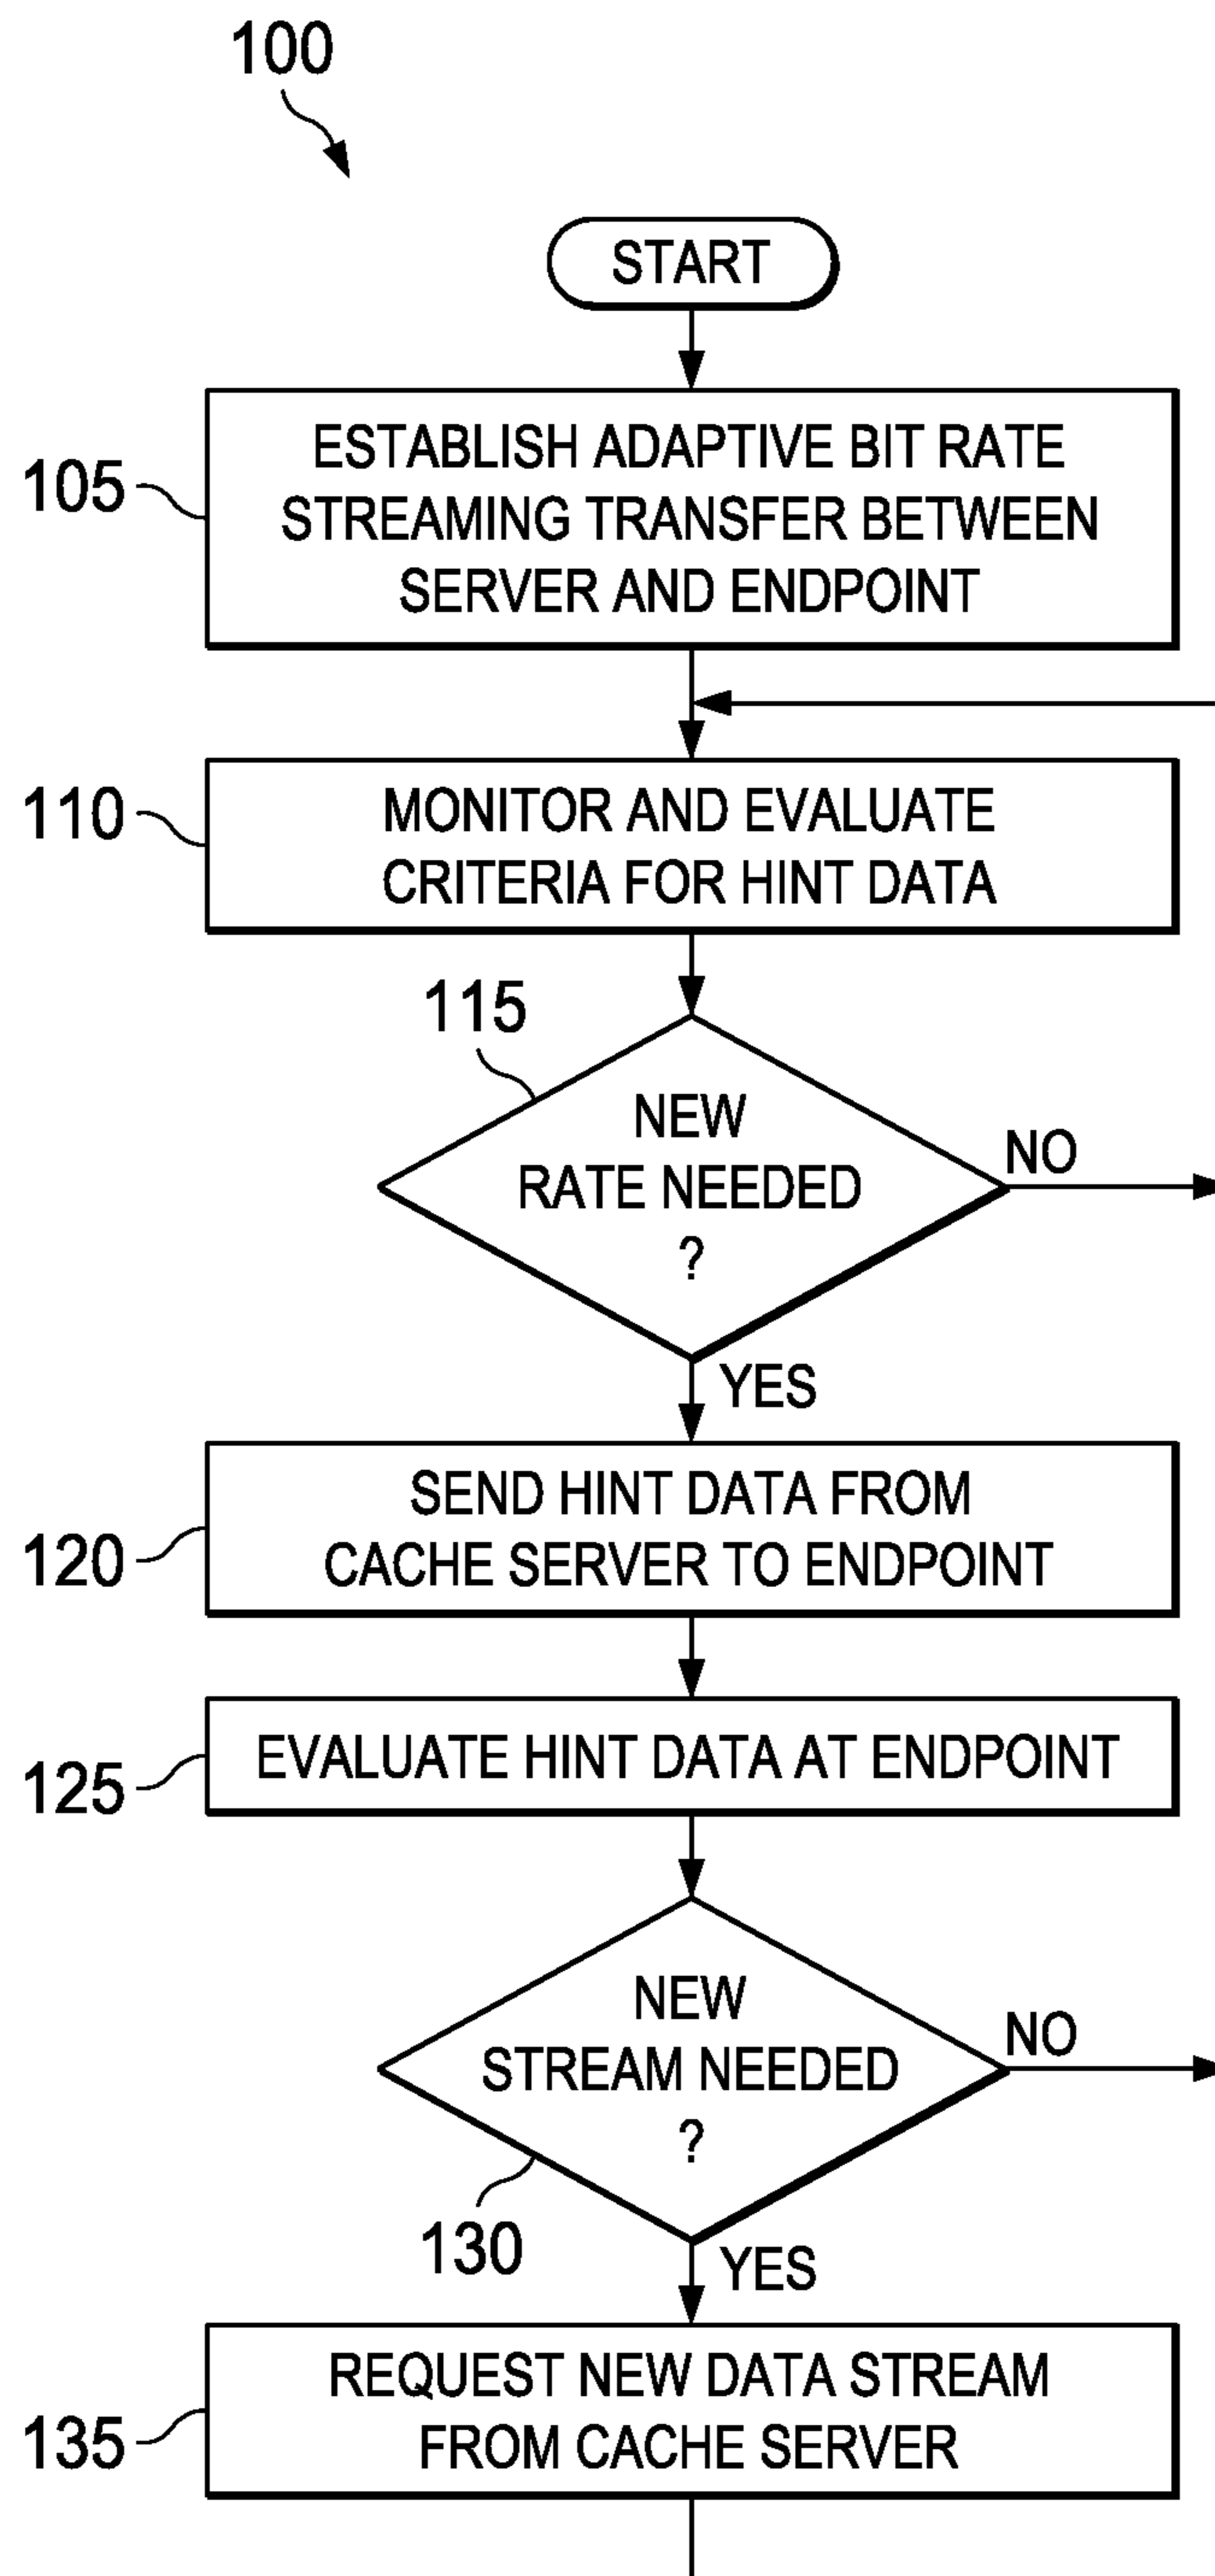 100
START
105
ESTABLISH ADAPTIVE BIT RATE
STREAMING TRANSFER BETWEEN
SERVER AND ENDPOINT
110
MONITOR AND EVALUATE
CRITERIA FOR HINT DATA
115
NEW
RATE NEEDED
?
NO
YES
120
SEND HINT DATA FROM
CACHE SERVER TO ENDPOINT
125
EVALUATE HINT DATA AT ENDPOINT
NEW
STREAM NEEDED
?
NO
130
YES
135
REQUEST NEW DATA STREAM
FROM CACHE SERVER